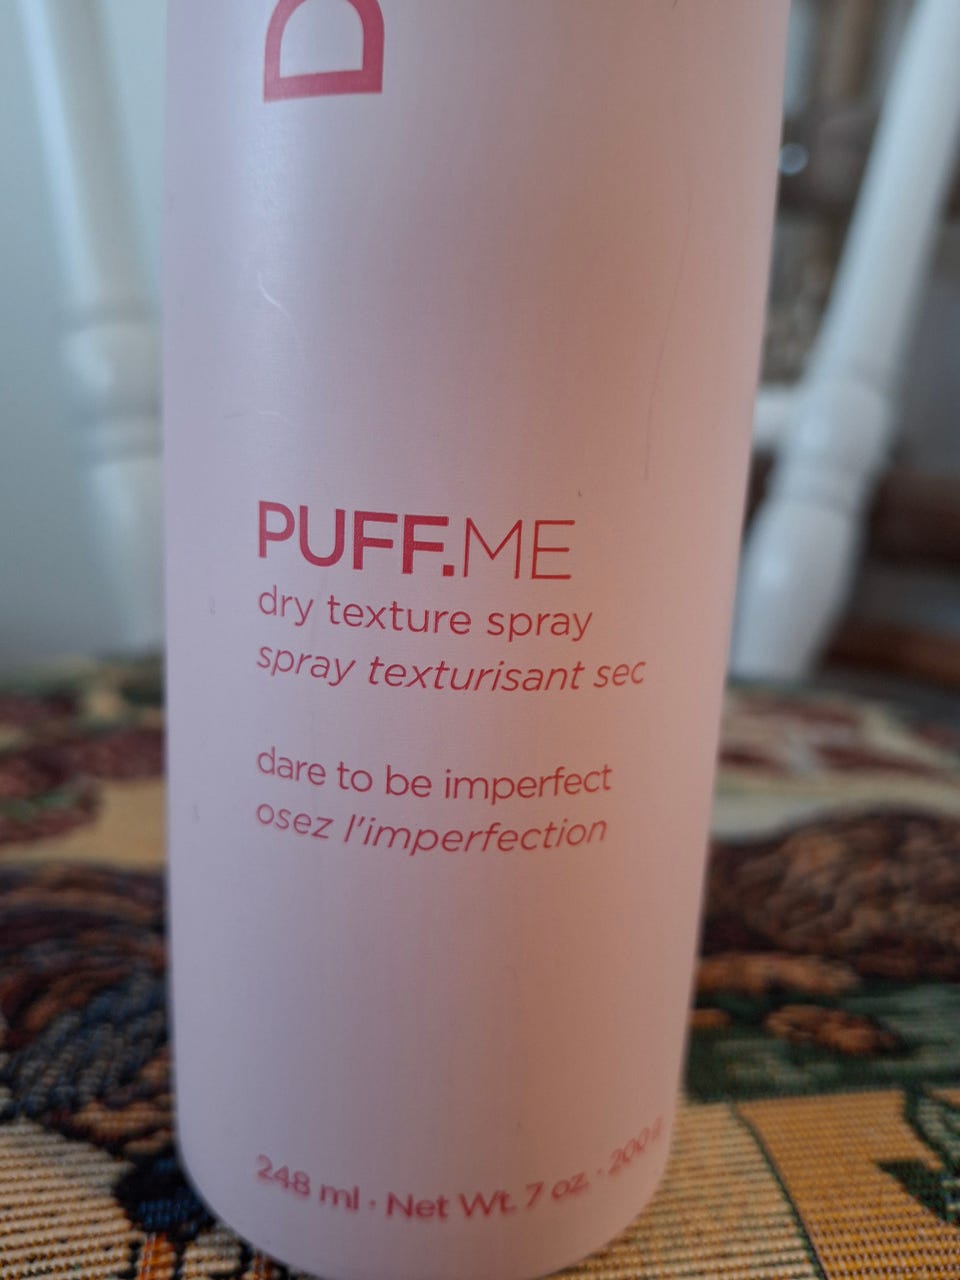 D
PUFF.ME
dry texture spray
spray texturisant sec
dare to be imperfect
osez l'imperfection
248 ml · Net Wt. 7 oz. · 200 g